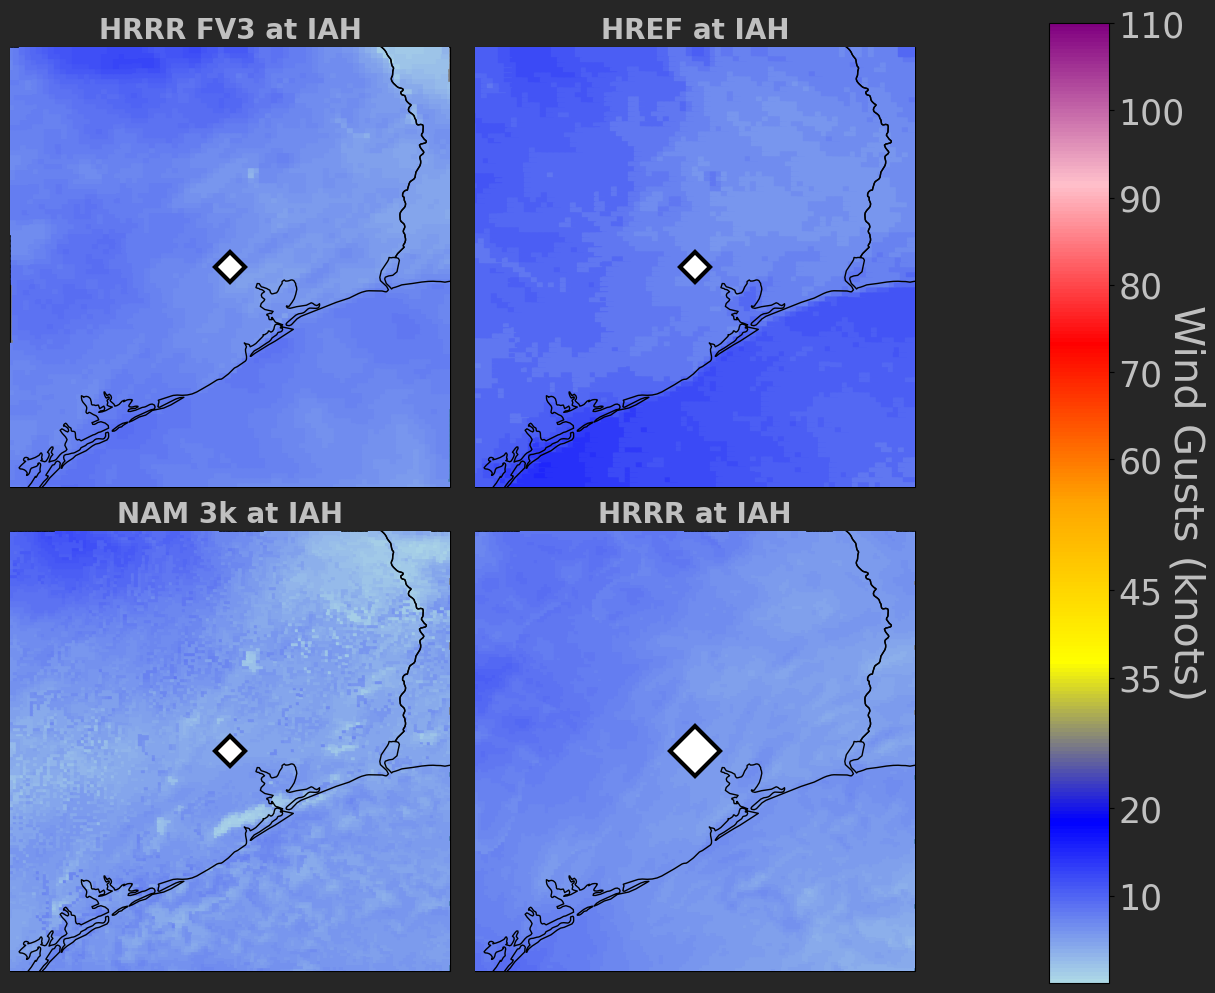 HRRR FV3 at IAH
HREF at IAH
NAM 3k at IAH
HRRR at IAH
110
100
90
80
70
60
45
35
20
10
Wind Gusts (knots)